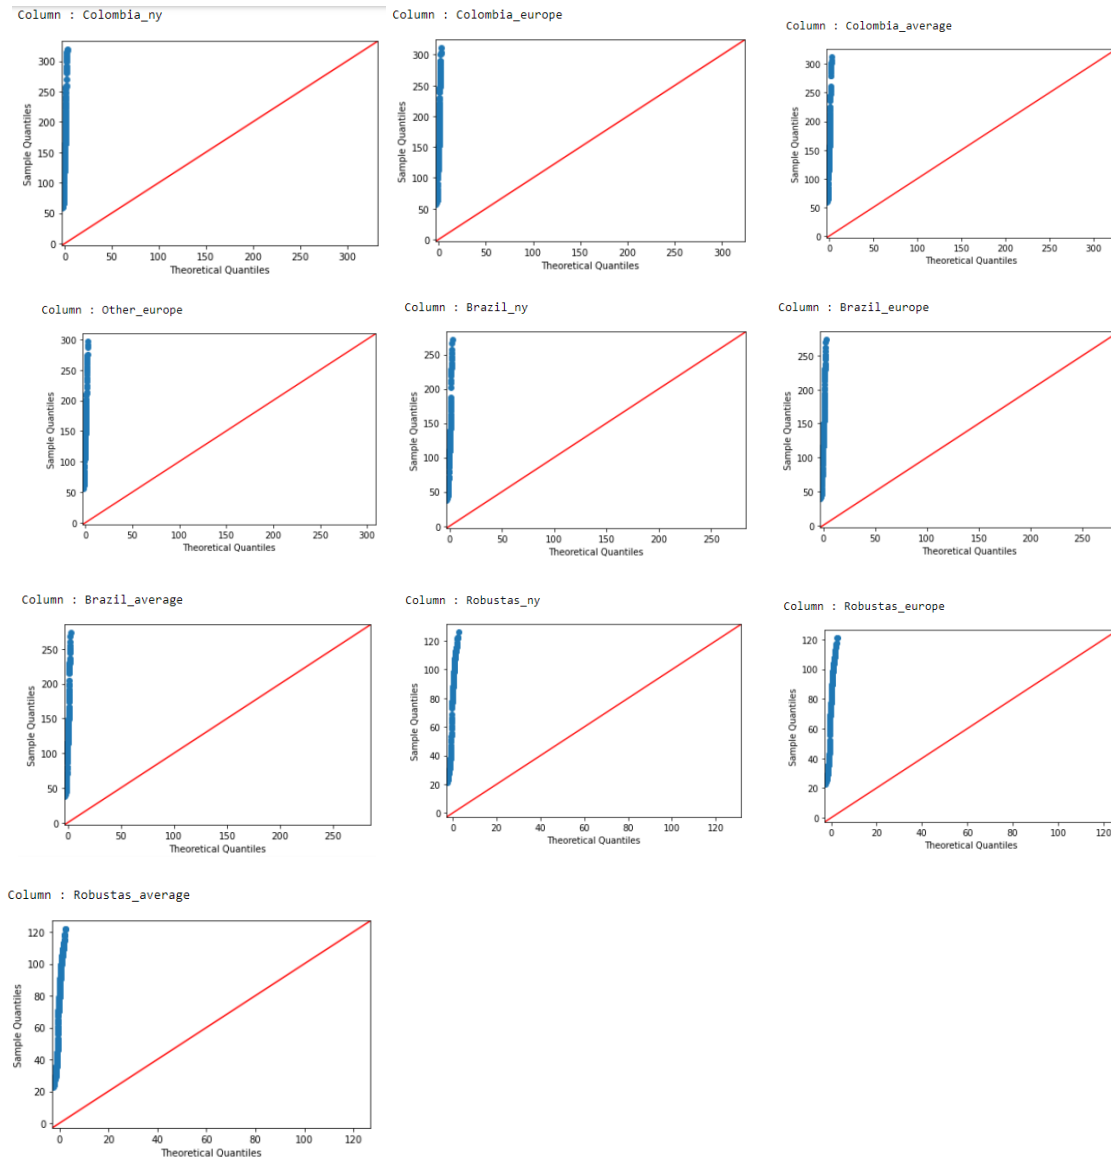 Column : Colombia_ny
350
300
250
200
150
100
50
0
Sample Quantiles
0 50 100 150 200 250 300
Theoretical Quantiles
Column : Colombia_europe
300
250
200
150
100
50
0
Sample Quantiles
0 50 100 150 200 250 300
Theoretical Quantiles
Column : Colombia_average
300
250
200
150
100
50
0
Sample Quantiles
0 50 100 150 200 250 300
Theoretical Quantiles
Column : Other_europe
300
250
200
150
100
50
0
Sample Quantiles
0 50 100 150 200 250 300
Theoretical Quantiles
Column : Brazil_ny
250
200
150
100
50
0
Sample Quantiles
0 50 100 150 200 250
Theoretical Quantiles
Column : Brazil_europe
250
200
150
100
50
0
Sample Quantiles
0 50 100 150 200 250
Theoretical Quantiles
Column : Brazil_average
250
200
150
100
50
0
Sample Quantiles
0 50 100 150 200 250
Theoretical Quantiles
Column : Robustas_ny
120
100
80
60
40
20
0
Sample Quantiles
0 20 40 60 80 100 120
Theoretical Quantiles
Column : Robustas_europe
120
100
80
60
40
20
0
Sample Quantiles
0 20 40 60 80 100 120
Theoretical Quantiles
Column : Robustas_average
120
100
80
60
40
20
0
Sample Quantiles
0 20 40 60 80 100 120
Theoretical Quantiles